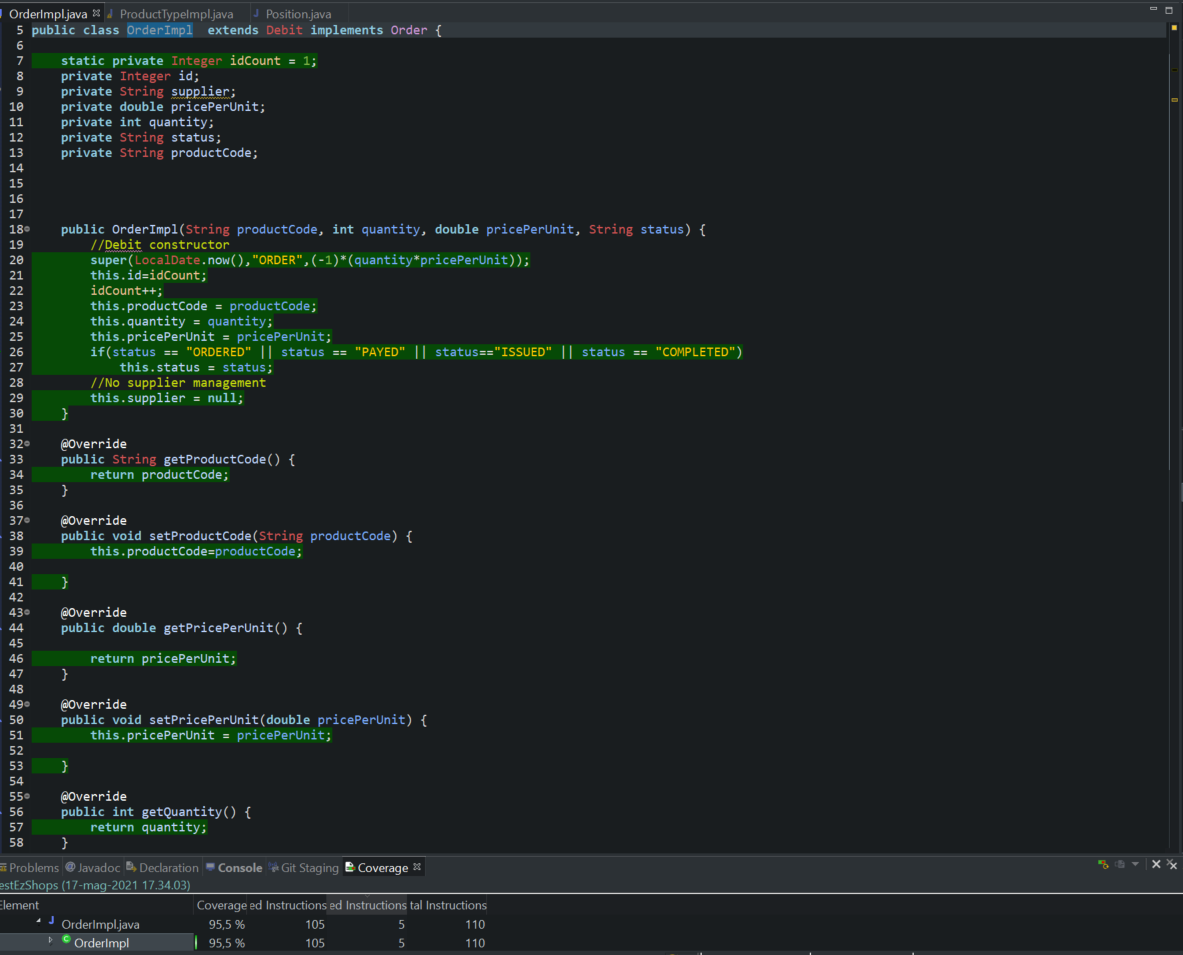 OrderImpl.java ProductTypeImpl.java Position.java
5 public class OrderImpl extends Debit implements Order {
6
7 static private Integer idCount = 1;
8 private Integer id;
9 private String supplier;
10 private double pricePerUnit;
11 private int quantity;
12 private String status;
13 private String productCode;
14
15
16
17
18 public OrderImpl(String productCode, int quantity, double pricePerUnit, String status) {
19 //Debit constructor
20 super(LocalDate.now(),"ORDER",(-1)*(quantity*pricePerUnit));
21 this.id=idCount;
22 idCount++;
23 this.productCode = productCode;
24 this.quantity = quantity;
25 this.pricePerUnit = pricePerUnit;
26 if(status == "ORDERED" || status == "PAYED" || status=="ISSUED" || status == "COMPLETED")
27 this.status = status;
28 //No supplier management
29 this.supplier = null;
30 }
31
32 @Override
33 public String getProductCode() {
34 return productCode;
35 }
36
37 @Override
38 public void setProductCode(String productCode) {
39 this.productCode=productCode;
40
41 }
42
43 @Override
44 public double getPricePerUnit() {
45
46 return pricePerUnit;
47 }
48
49 @Override
50 public void setPricePerUnit(double pricePerUnit) {
51 this.pricePerUnit = pricePerUnit;
52
53 }
54
55 @Override
56 public int getQuantity() {
57 return quantity;
58 }
Problems @ Javadoc Declaration Console Git Staging Coverage
estEzShops (17-mag-2021 17.34.03)
Element Coverage ed Instructions ed Instructions tal Instructions
OrderImpl.java 95,5 % 105 5 110
OrderImpl 95,5 % 105 5 110